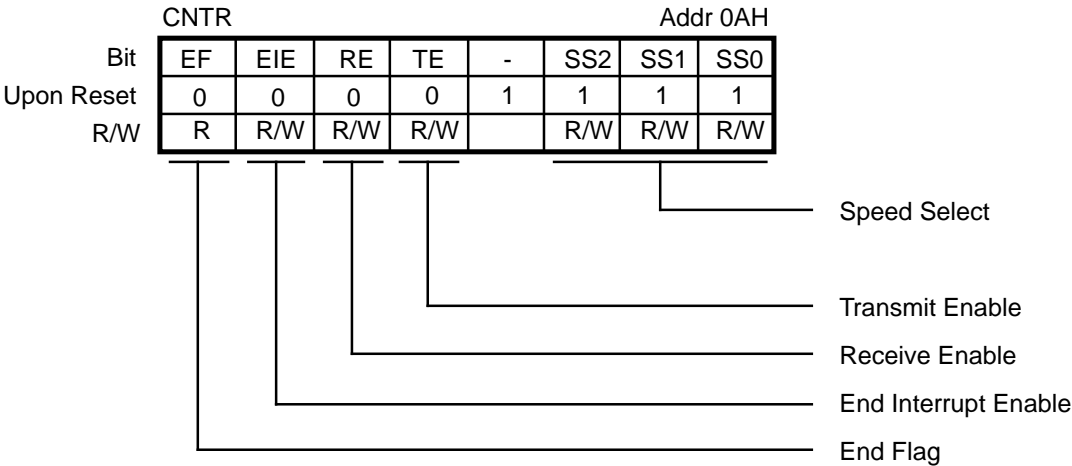 CNTR Addr 0AH
Bit EF EIE RE TE - SS2 SS1 SS0
Upon Reset 0 0 0 0 1 1 1 1
R/W R R/W R/W R/W R/W R/W R/W
Speed Select
Transmit Enable
Receive Enable
End Interrupt Enable
End Flag